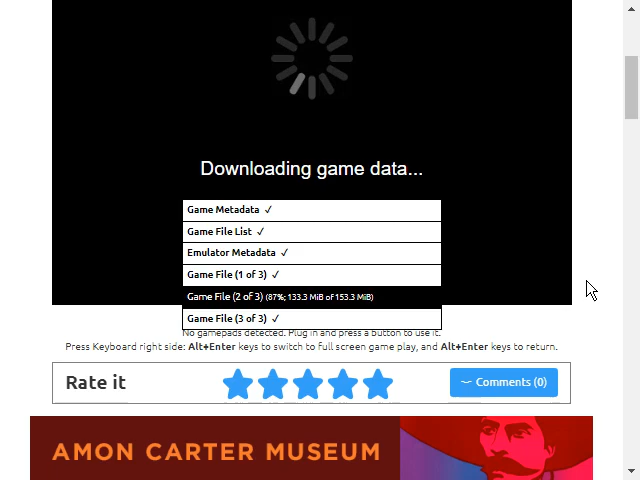 Downloading game data...
Game Metadata ✓
Game File List ✓
Emulator Metadata ✓
Game File (1 of 3) ✓
Game File (2 of 3) (87%; 133.3 MiB of 153.3 MiB)
Game File (3 of 3) ✓
No gamepads detected. Plug in and press a button to use it.
Press Keyboard right side: Alt+Enter keys to switch to full screen game play, and Alt+Enter keys to return.
Rate it
Comments (0)
AMON CARTER MUSEUM